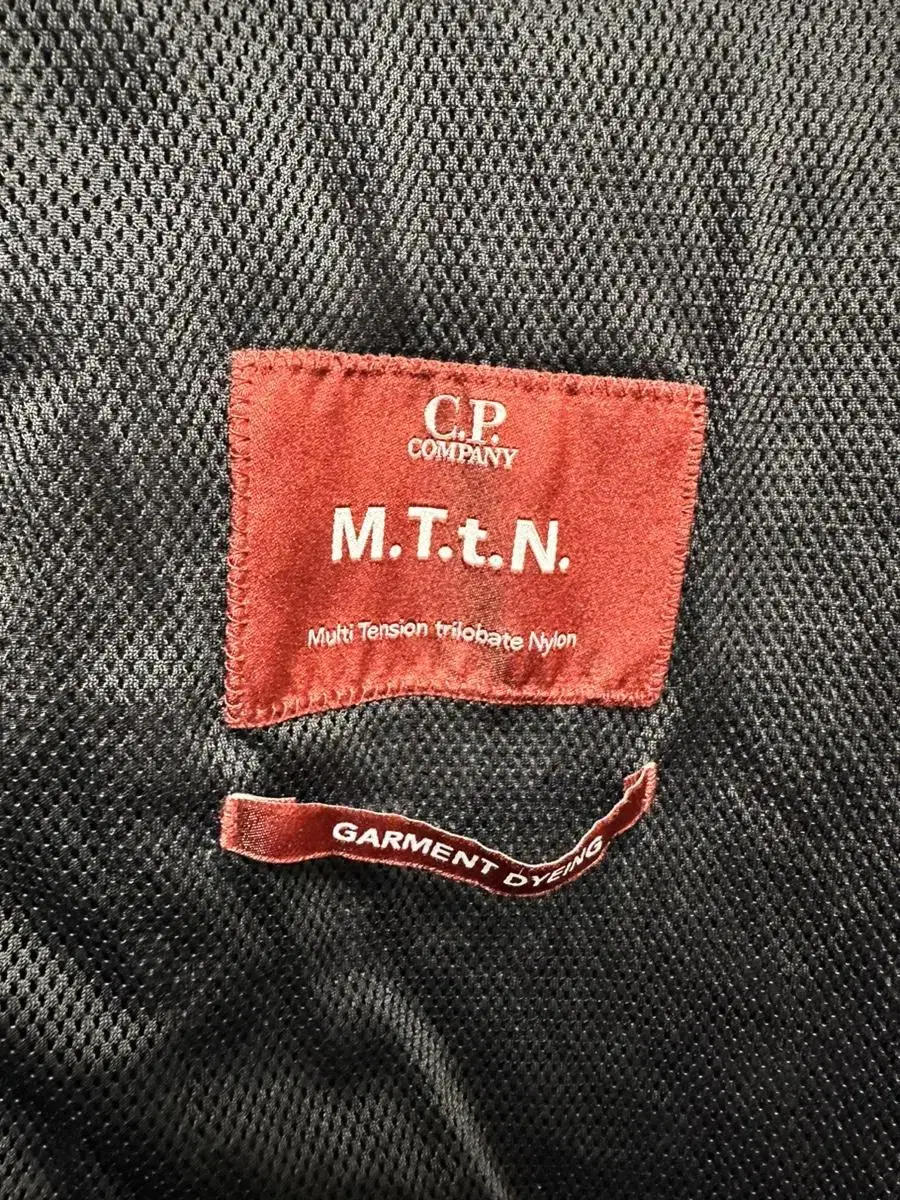 C.P.
COMPANY
M.T.t.N.
Multi Tension trilobate Nylon
GARMENT DYEING